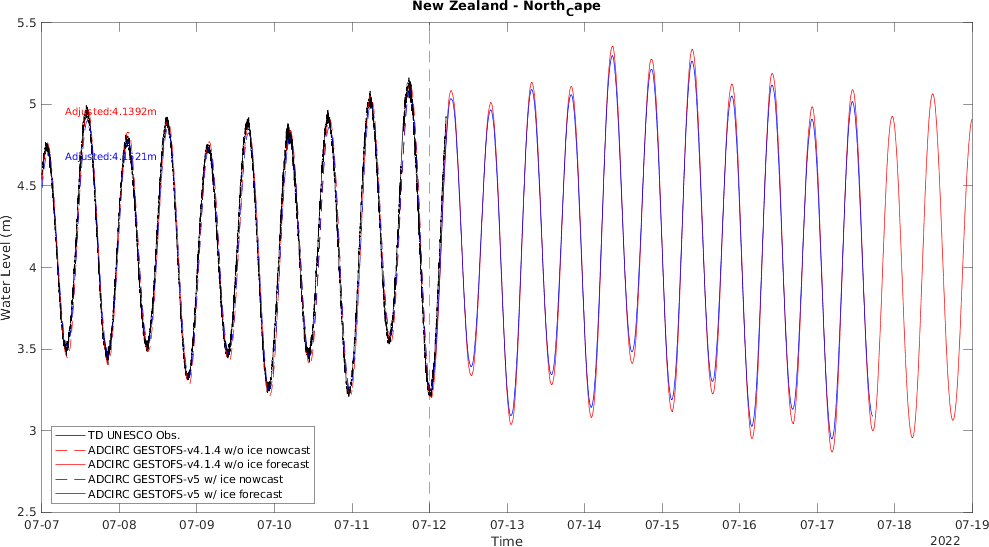 New Zealand - NorthCape
5.5
5
4.5
4
3.5
3
2.5
Water Level (m)
Adjusted:4.1392m
TD UNESCO Obs.
ADCIRC GESTOFS-v4.1.4 w/o ice nowcast
ADCIRC GESTOFS-v4.1.4 w/o ice forecast
ADCIRC GESTOFS-v5 w/ ice nowcast
ADCIRC GESTOFS-v5 w/ ice forecast
07-07 07-08 07-09 07-10 07-11 07-12 07-13 07-14 07-15 07-16 07-17 07-18 07-19
Time
2022